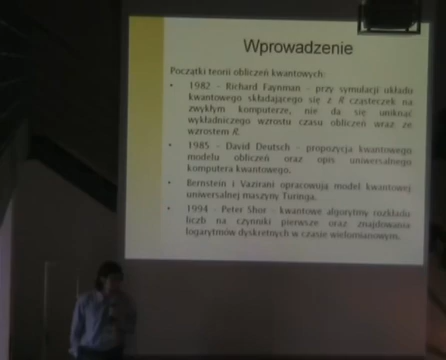 Wprowadzenie
Początki teorii obliczeń kwantowych:
• 1982 - Richard Faynman - przy symulacji układu
kwantowego składającego się z R cząsteczek na
zwykłym komputerze, nie da się uniknąć
wykładniczego wzrostu czasu obliczeń wraz ze
wzrostem R.
• 1985 - David Deutsch - propozycja kwantowego
modelu obliczeń oraz opis uniwersalnego
komputera kwantowego.
• Bernstein i Vazirani opracowują model kwantowej
uniwersalnej maszyny Turinga.
• 1994 - Peter Shor - kwantowe algorytmy rozkładu
liczb na czynniki pierwsze oraz znajdowania
logarytmów dyskretnych w czasie wielomianowym.